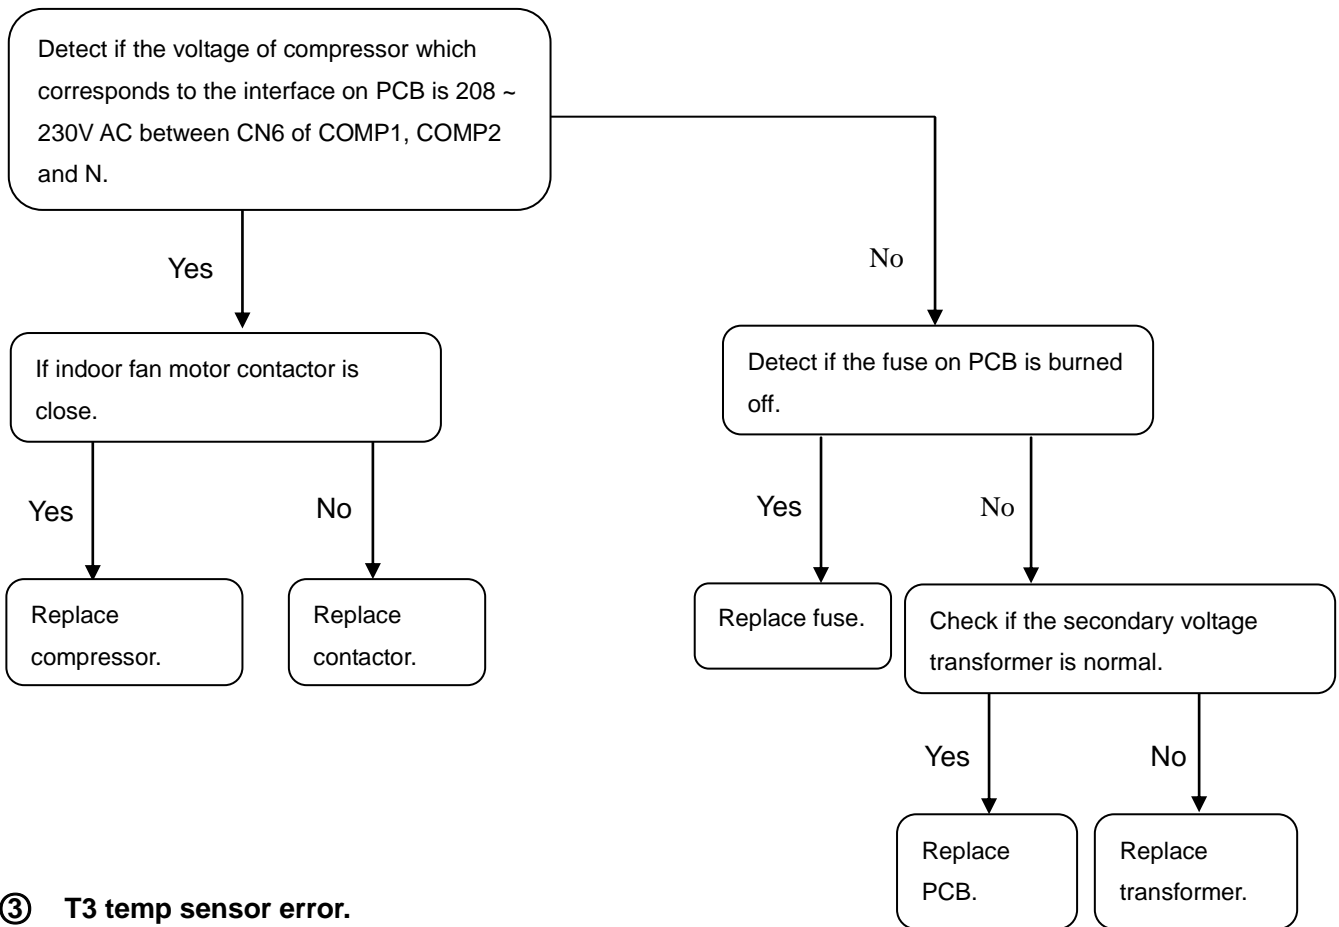 Detect if the voltage of compressor which
corresponds to the interface on PCB is 208 ~
230V AC between CN6 of COMP1, COMP2
and N.
Yes
No
If indoor fan motor contactor is
close.
Detect if the fuse on PCB is burned
off.
Yes
No
Yes
No
Replace
compressor.
Replace
contactor.
Replace fuse.
Check if the secondary voltage
transformer is normal.
Yes
No
Replace
PCB.
Replace
transformer.
③ T3 temp sensor error.